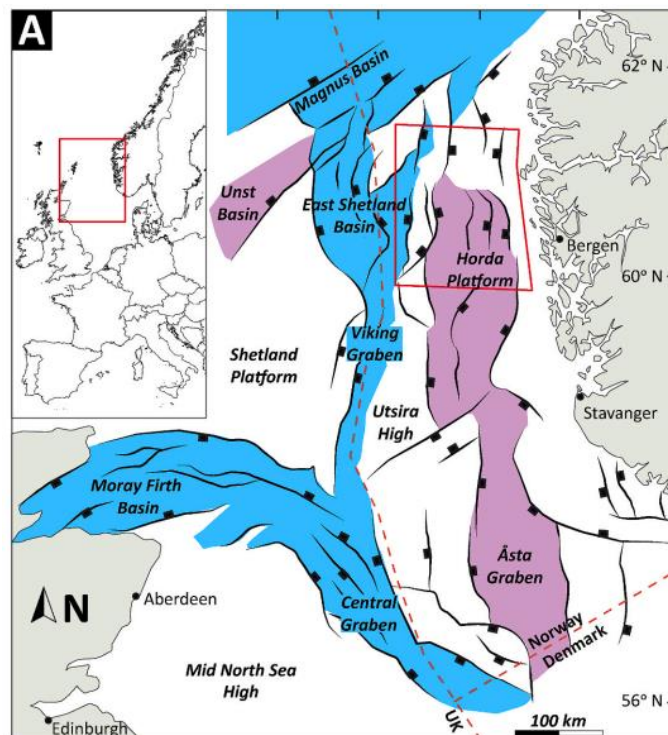 A
62° N
Magnus Basin
Unst
Basin
East Shetland
Basin
Horda
Platform
Bergen
60° N
Viking
Graben
Shetland
Platform
Utsira
High
Stavanger
Moray Firth
Basin
Åsta
Graben
N
Aberdeen
Central
Graben
Norway
Denmark
Mid North Sea
High
56° N
UK
Edinburgh
100 km